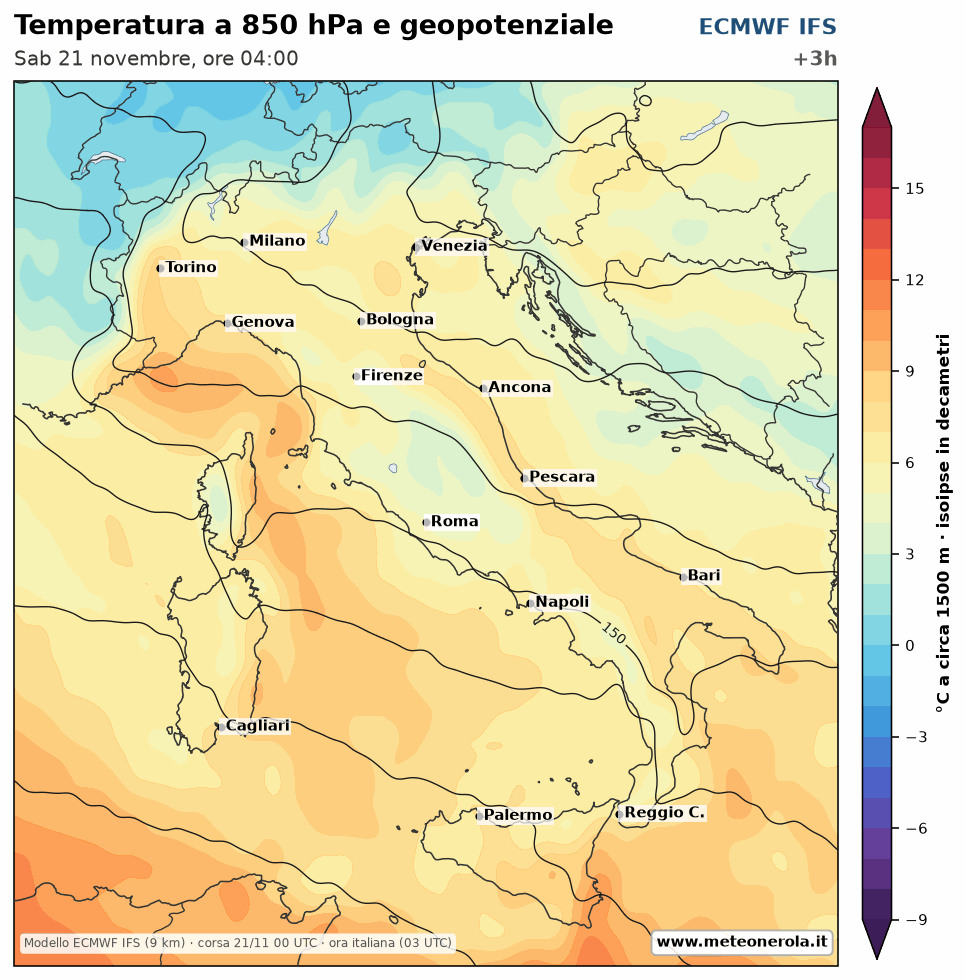 Temperatura a 850 hPa e geopotenziale
ECMWF IFS
Sab 21 novembre, ore 04:00
+3h
Milano
Venezia
Torino
Genova
Bologna
Firenze
Ancona
Pescara
Roma
Bari
Napoli
150
Cagliari
Palermo
Reggio C.
15
12
9
6
3
0
−3
−6
−9
°C a circa 1500 m · isoipse in decametri
Modello ECMWF IFS (9 km) · corsa 21/11 00 UTC · ora italiana (03 UTC)
www.meteonerola.it